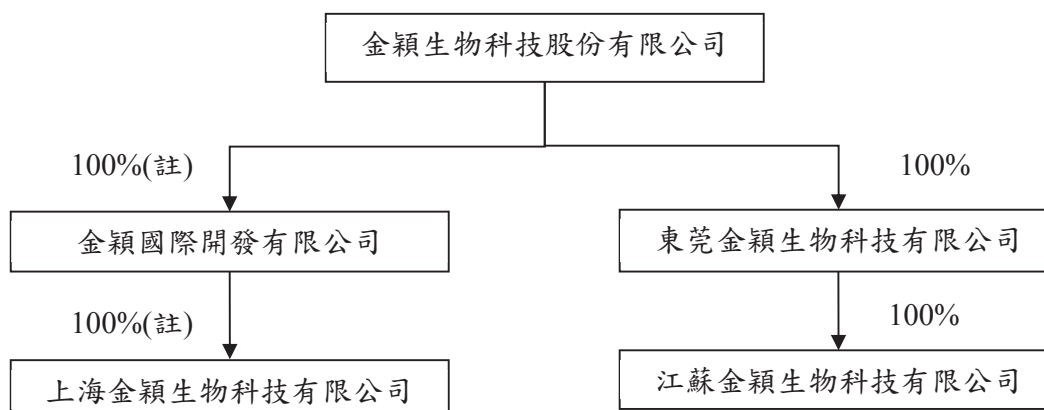 金穎生物科技股份有限公司
100%(註)
100%
金穎國際開發有限公司
東莞金穎生物科技有限公司
100%(註)
100%
上海金穎生物科技有限公司
江蘇金穎生物科技有限公司